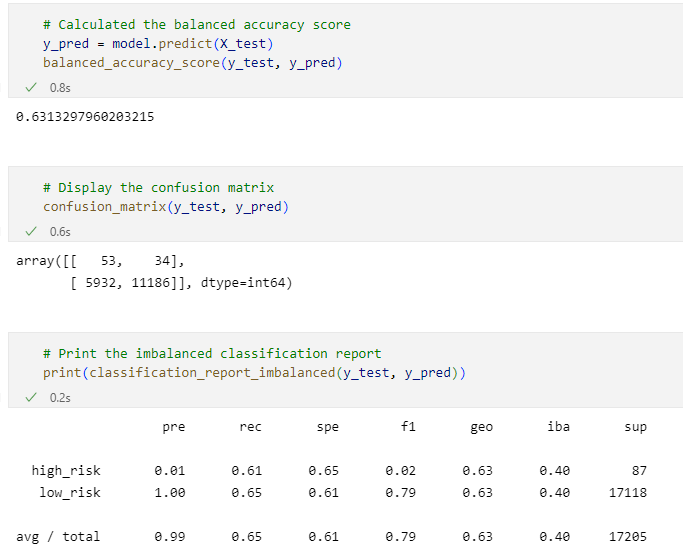 # Calculated the balanced accuracy score
y_pred = model.predict(X_test)
balanced_accuracy_score(y_test, y_pred)
✓ 0.8s
0.6313297960203215
# Display the confusion matrix
confusion_matrix(y_test, y_pred)
✓ 0.6s
array([[   53,    34],
       [ 5932, 11186]], dtype=int64)
# Print the imbalanced classification report
print(classification_report_imbalanced(y_test, y_pred))
✓ 0.2s
pre rec spe f1 geo iba sup
high_risk 0.01 0.61 0.65 0.02 0.63 0.40 87
low_risk 1.00 0.65 0.61 0.79 0.63 0.40 17118
avg / total 0.99 0.65 0.61 0.79 0.63 0.40 17205